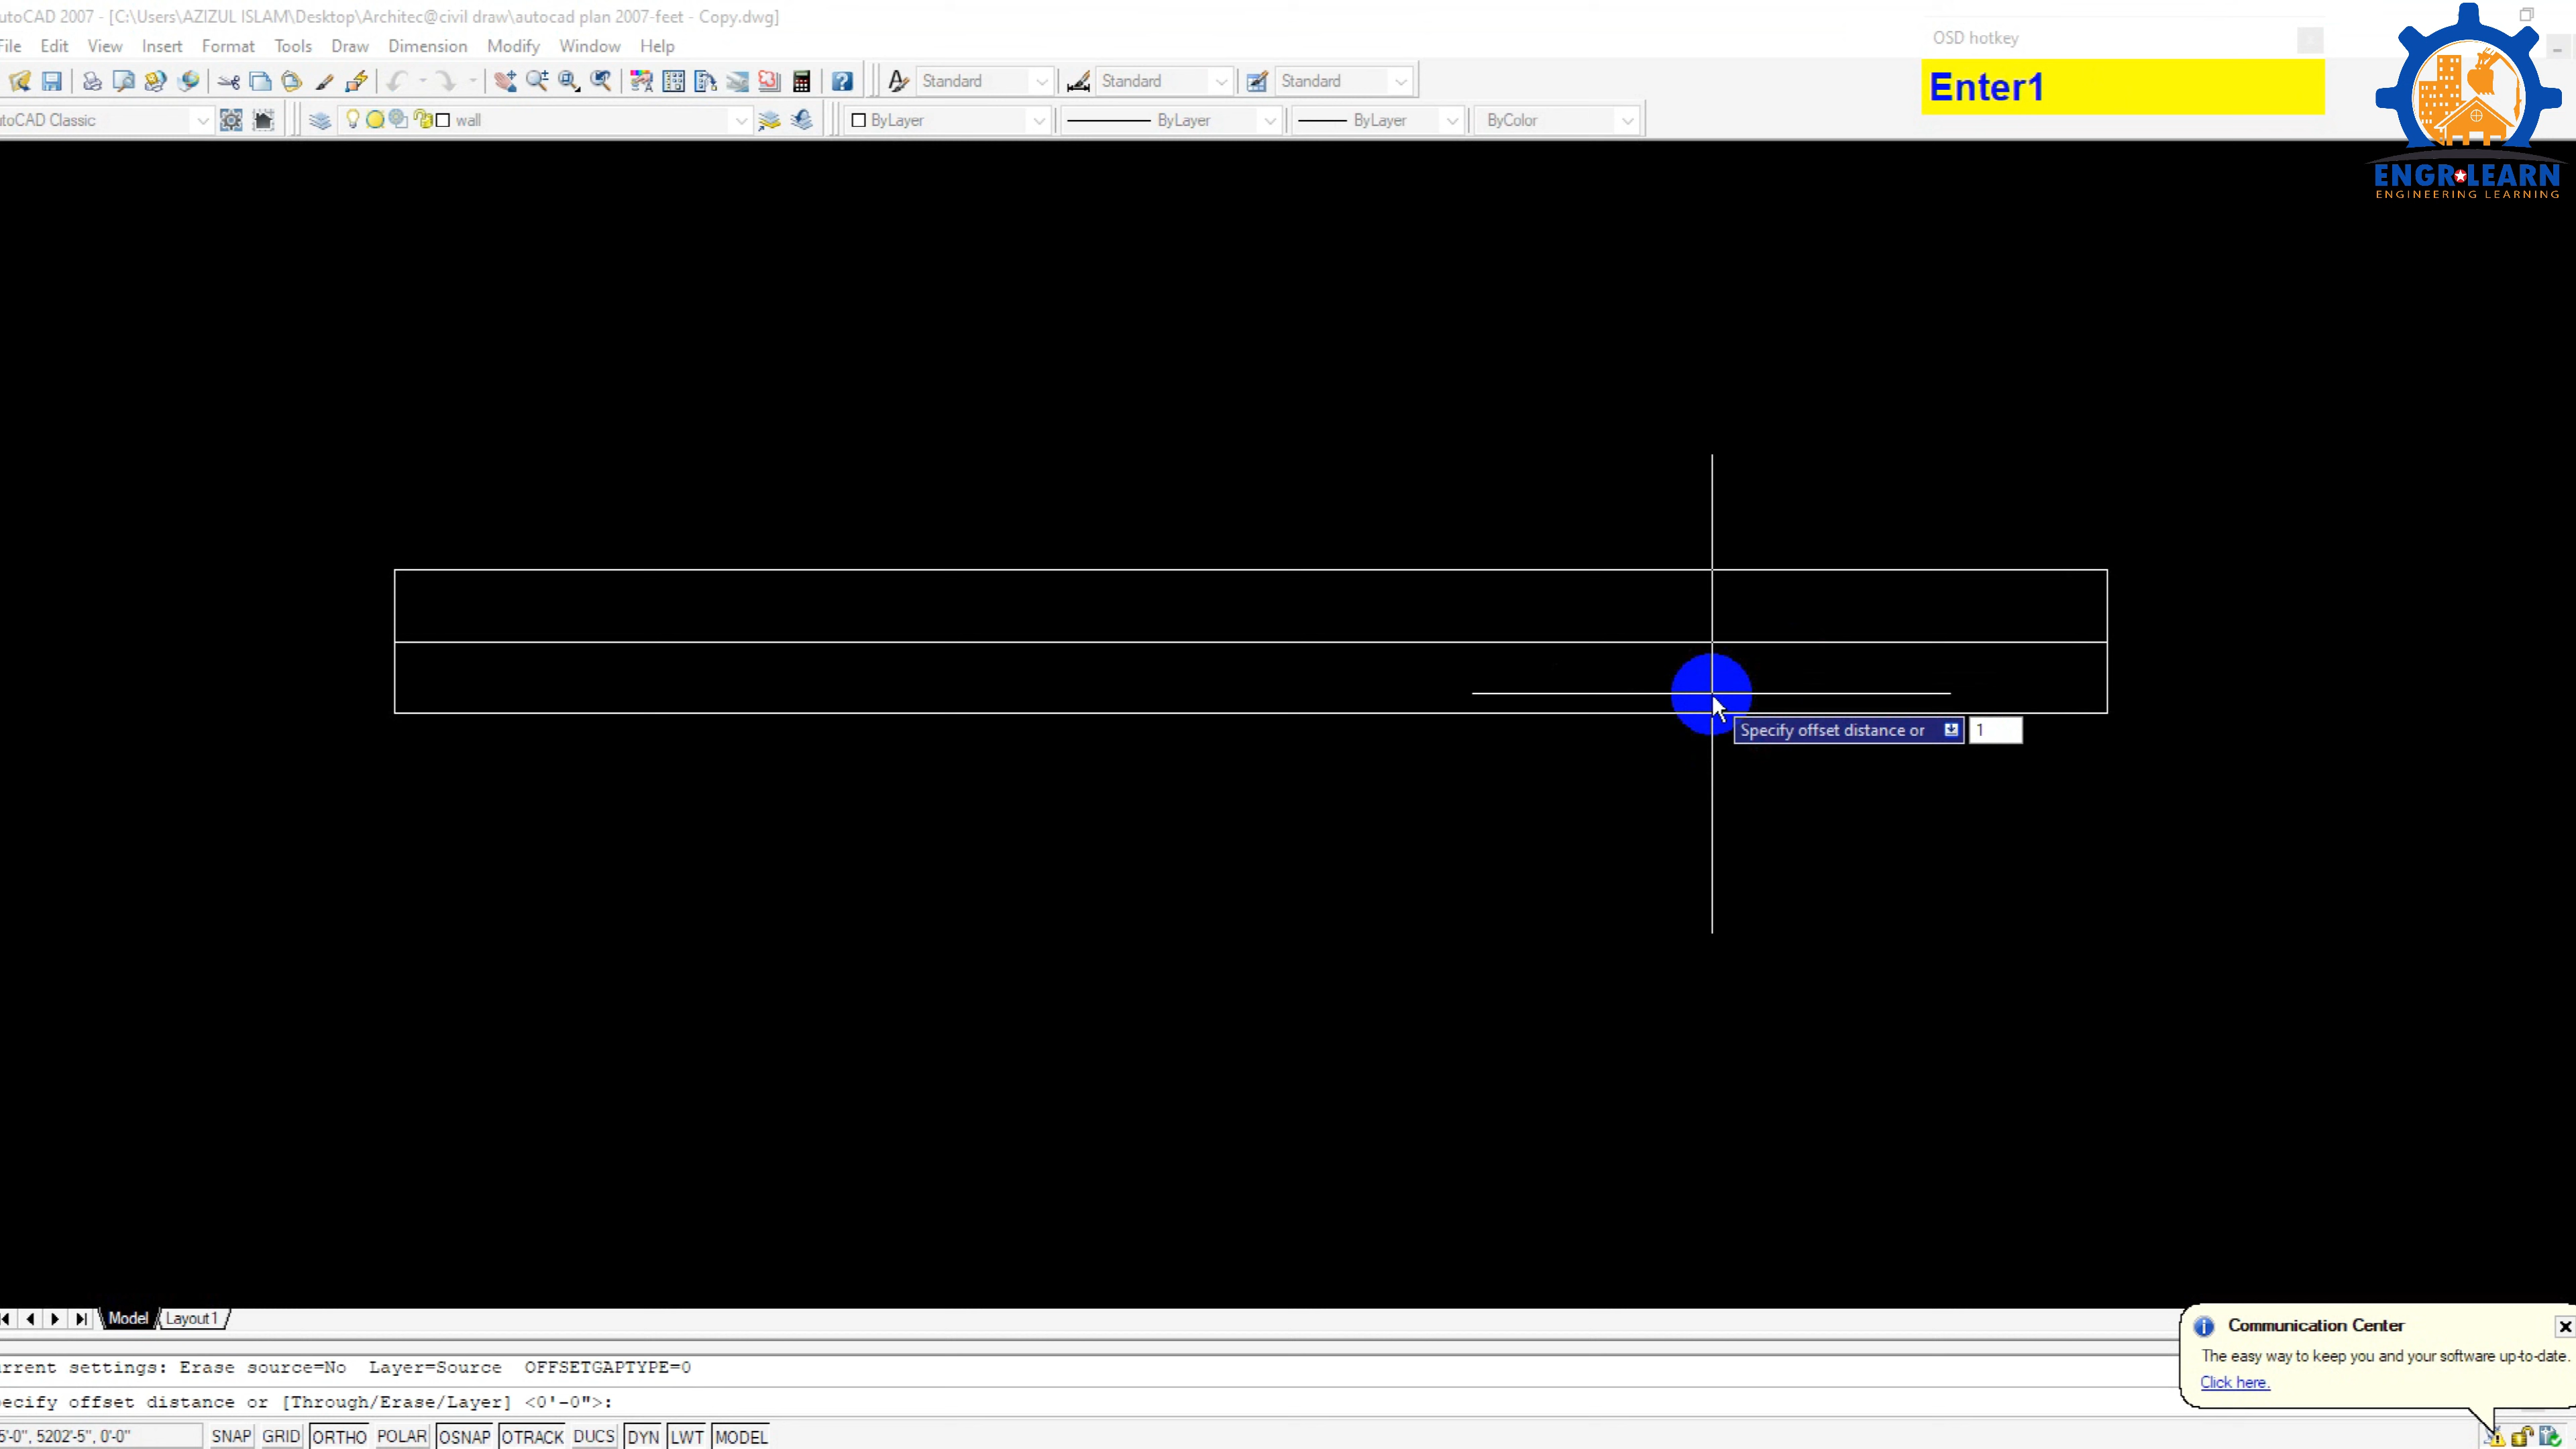 utoCAD 2007 - [C:\Users\AZIZUL ISLAM\Desktop\Architec@civil draw\autocad plan 2007-feet - Copy.dwg]
File Edit View Insert Format Tools Draw Dimension Modify Window Help
OSD hotkey
Enter1
Standard Standard Standard
utoCAD Classic wall ByLayer ByLayer ByLayer ByColor
ENGR LEARN
ENGINEERING LEARNING
Specify offset distance or 1
Model Layout1
Communication Center
The easy way to keep you and your software up-to-date.
Click here.
urrent settings: Erase source=No Layer=Source OFFSETGAPTYPE=0
ecify offset distance or [Through/Erase/Layer] <0'-0">:
5'-0", 5202'-5", 0'-0" SNAP GRID ORTHO POLAR OSNAP OTRACK DUCS DYN LWT MODEL